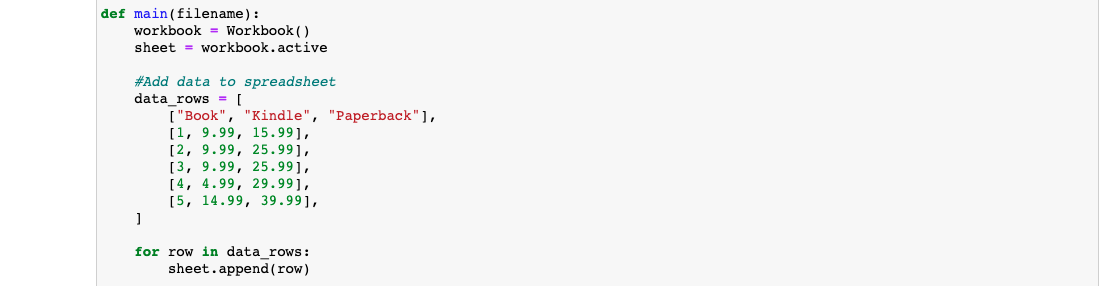 def main(filename):
    workbook = Workbook()
    sheet = workbook.active

    #Add data to spreadsheet
    data_rows = [
        ["Book", "Kindle", "Paperback"],
        [1, 9.99, 15.99],
        [2, 9.99, 25.99],
        [3, 9.99, 25.99],
        [4, 4.99, 29.99],
        [5, 14.99, 39.99],
    ]

    for row in data_rows:
        sheet.append(row)